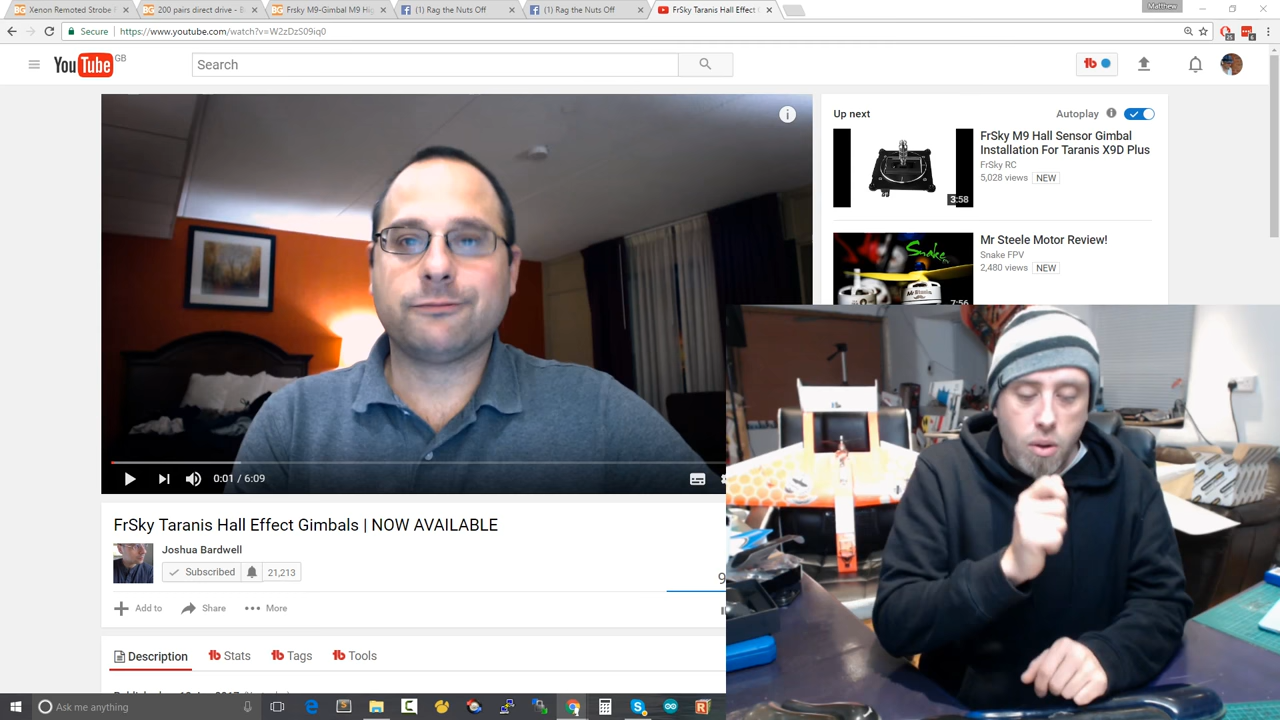 Matthew
Xenon Remoted Strobe F
200 pairs direct drive - B
Frsky M9-Gimbal M9 Hig
(1) Rag the Nuts Off
(1) Rag the Nuts Off
FrSky Taranis Hall Effect G
Secure
https://www.youtube.com/watch?v=W2zDzS09iq0
YouTube GB
Search
Up next
Autoplay
FrSky M9 Hall Sensor Gimbal
Installation For Taranis X9D Plus
FrSky RC
5,028 views NEW
3:58
Mr Steele Motor Review!
Snake FPV
2,480 views NEW
Snake
Mr Steele
7:56
0:01 / 6:09
FrSky Taranis Hall Effect Gimbals | NOW AVAILABLE
Joshua Bardwell
Subscribed 21,213
Add to Share More
Description Stats Tags Tools
Ask me anything